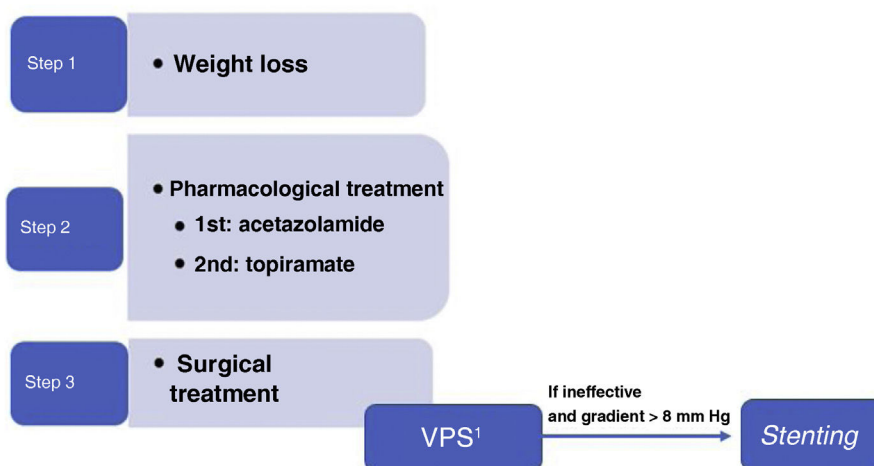 Step 1
• Weight loss
Step 2
• Pharmacological treatment
• 1st: acetazolamide
• 2nd: topiramate
Step 3
• Surgical
treatment
VPS¹
If ineffective
and gradient > 8 mm Hg
Stenting